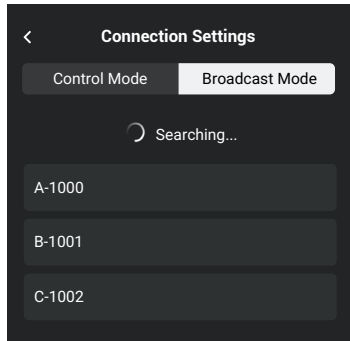 Connection Settings
Control Mode Broadcast Mode
Searching...
A-1000
B-1001
C-1002